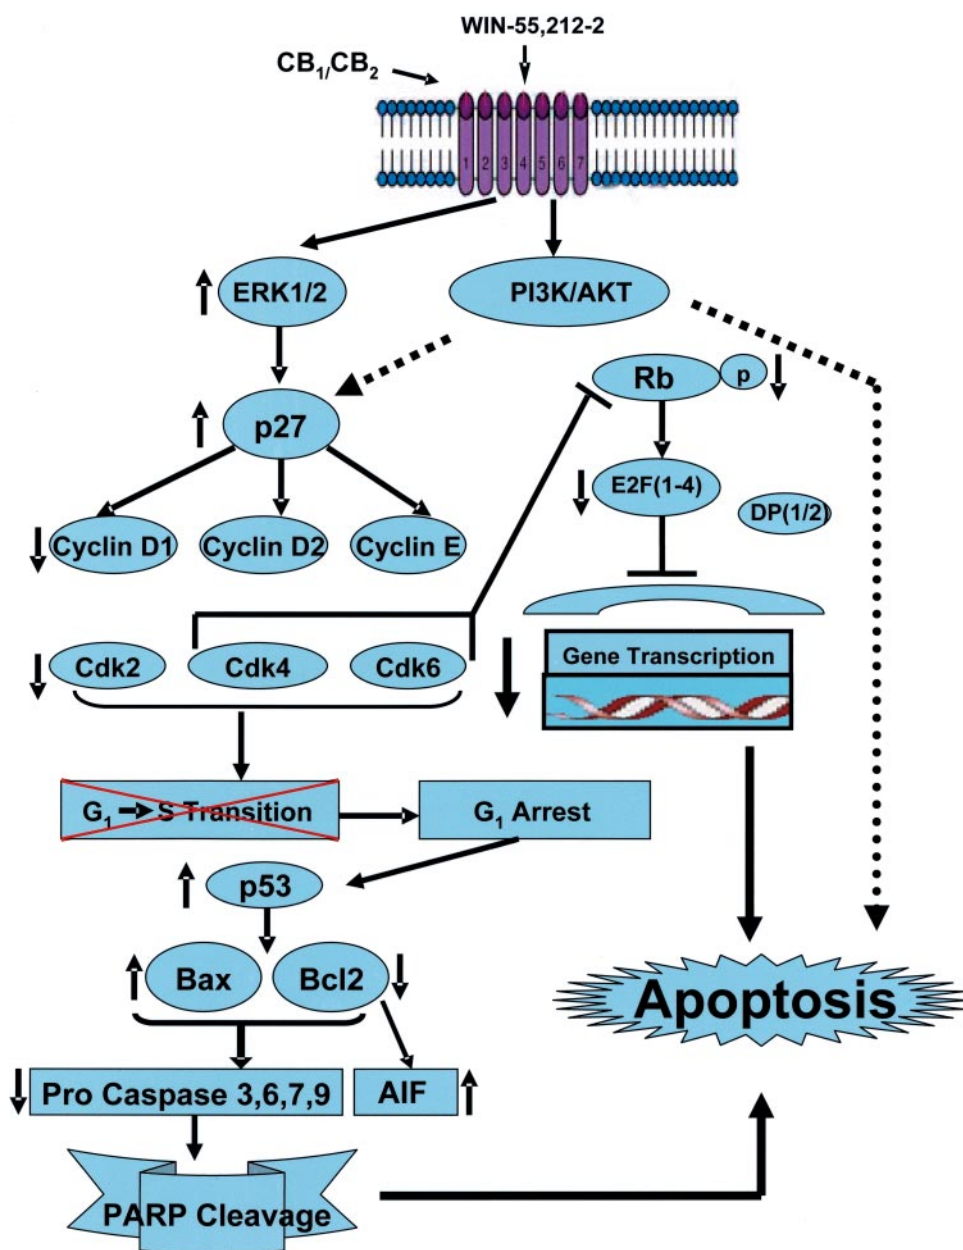 WIN-55,212-2
CB1/CB2
1 2 3 4 5 6 7
ERK1/2
PI3K/AKT
Rb p
p27
E2F(1-4)
DP(1/2)
Cyclin D1 Cyclin D2 Cyclin E
Gene Transcription
Cdk2 Cdk4 Cdk6
G1 S Transition
G1 Arrest
p53
Bax Bcl2
Apoptosis
Pro Caspase 3,6,7,9
AIF
PARP Cleavage